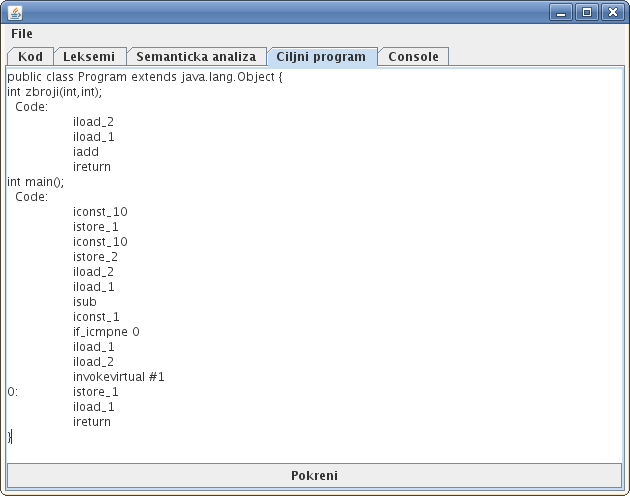 File
Kod Leksemi Semanticka analiza Ciljni program Console
public class Program extends java.lang.Object {
int zbroji(int,int);
Code:
iload_2
iload_1
iadd
ireturn
int main();
Code:
iconst_10
istore_1
iconst_10
istore_2
iload_2
iload_1
isub
iconst_1
if_icmpne 0
iload_1
iload_2
invokevirtual #1
0: istore_1
iload_1
ireturn
}
Pokreni